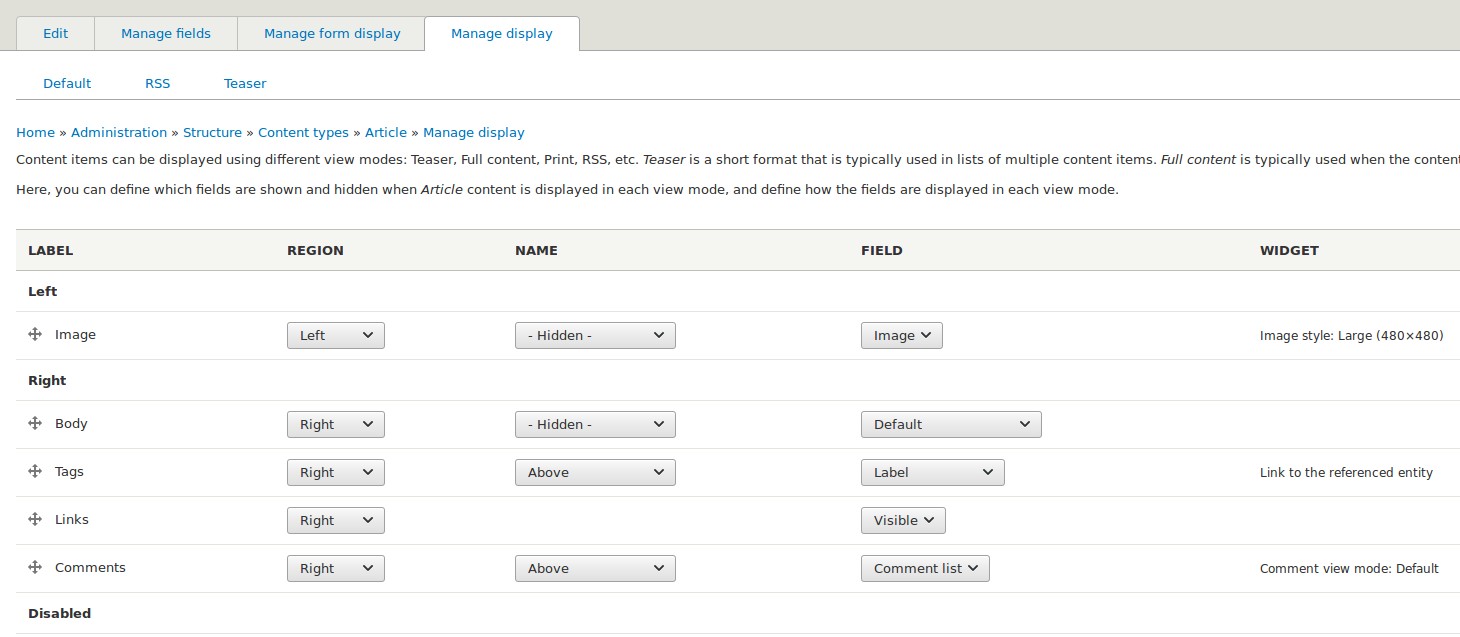 Edit Manage fields Manage form display Manage display
Default RSS Teaser
Home » Administration » Structure » Content types » Article » Manage display
Content items can be displayed using different view modes: Teaser, Full content, Print, RSS, etc. Teaser is a short format that is typically used in lists of multiple content items. Full content is typically used when the content
Here, you can define which fields are shown and hidden when Article content is displayed in each view mode, and define how the fields are displayed in each view mode.
LABEL REGION NAME FIELD WIDGET
Left
Image Left - Hidden - Image Image style: Large (480×480)
Right
Body Right - Hidden - Default
Tags Right Above Label Link to the referenced entity
Links Right Visible
Comments Right Above Comment list Comment view mode: Default
Disabled